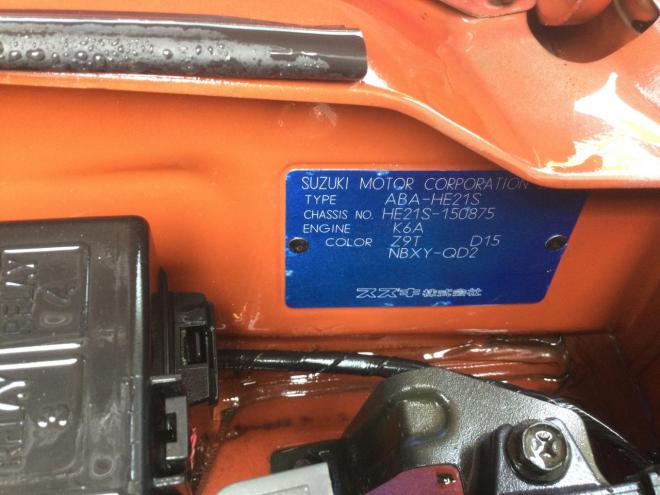 SUZUKI MOTOR CORPORATION
TYPE ABA-HE21S
CHASSIS NO. HE21S-150875
ENGINE K6A
COLOR Z9T D15
NBXY-QD2
スズキ株式会社
RELAY